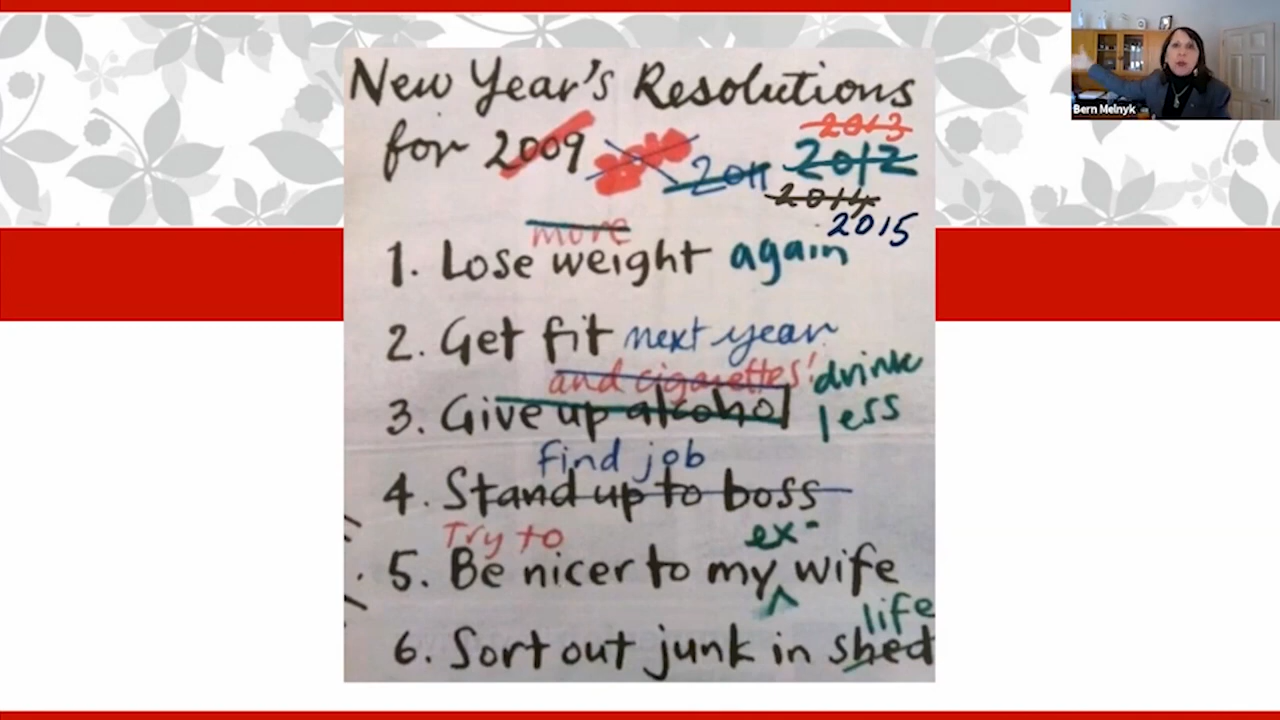 New Year's Resolutions
for 2009 2011 2012 2013
2014
2015
more
1. Lose weight again
2. Get fit next year
and cigarettes! drink
3. Give up alcohol less
find job
4. Stand up to boss
Try to ex-
5. Be nicer to my wife
life
6. Sort out junk in shed
Bern Melnyk